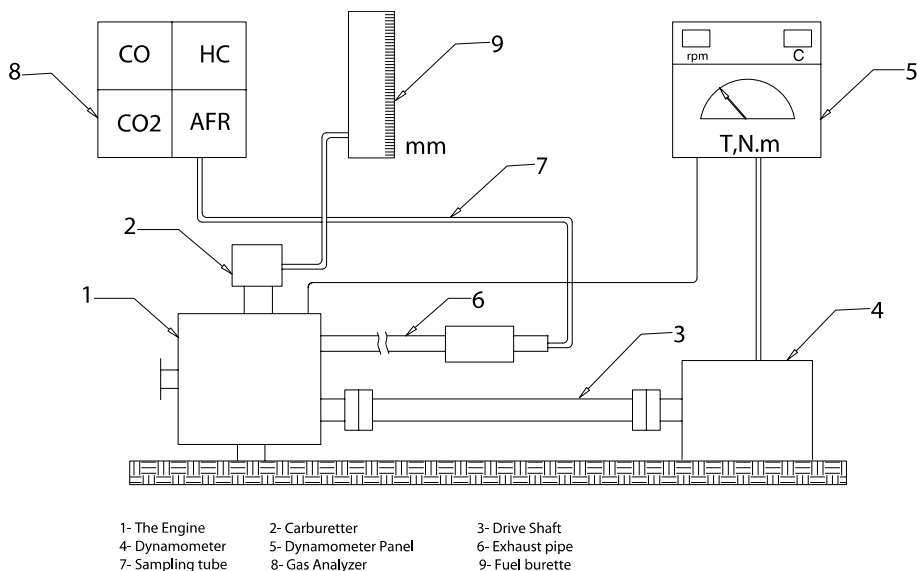 CO HC
CO2 AFR
8
mm
9
rpm C
T,N.m
5
7
2
1
6
3
4
1- The Engine 2- Carburetter 3- Drive Shaft
4- Dynamometer 5- Dynamometer Panel 6- Exhaust pipe
7- Sampling tube 8- Gas Analyzer 9- Fuel burette